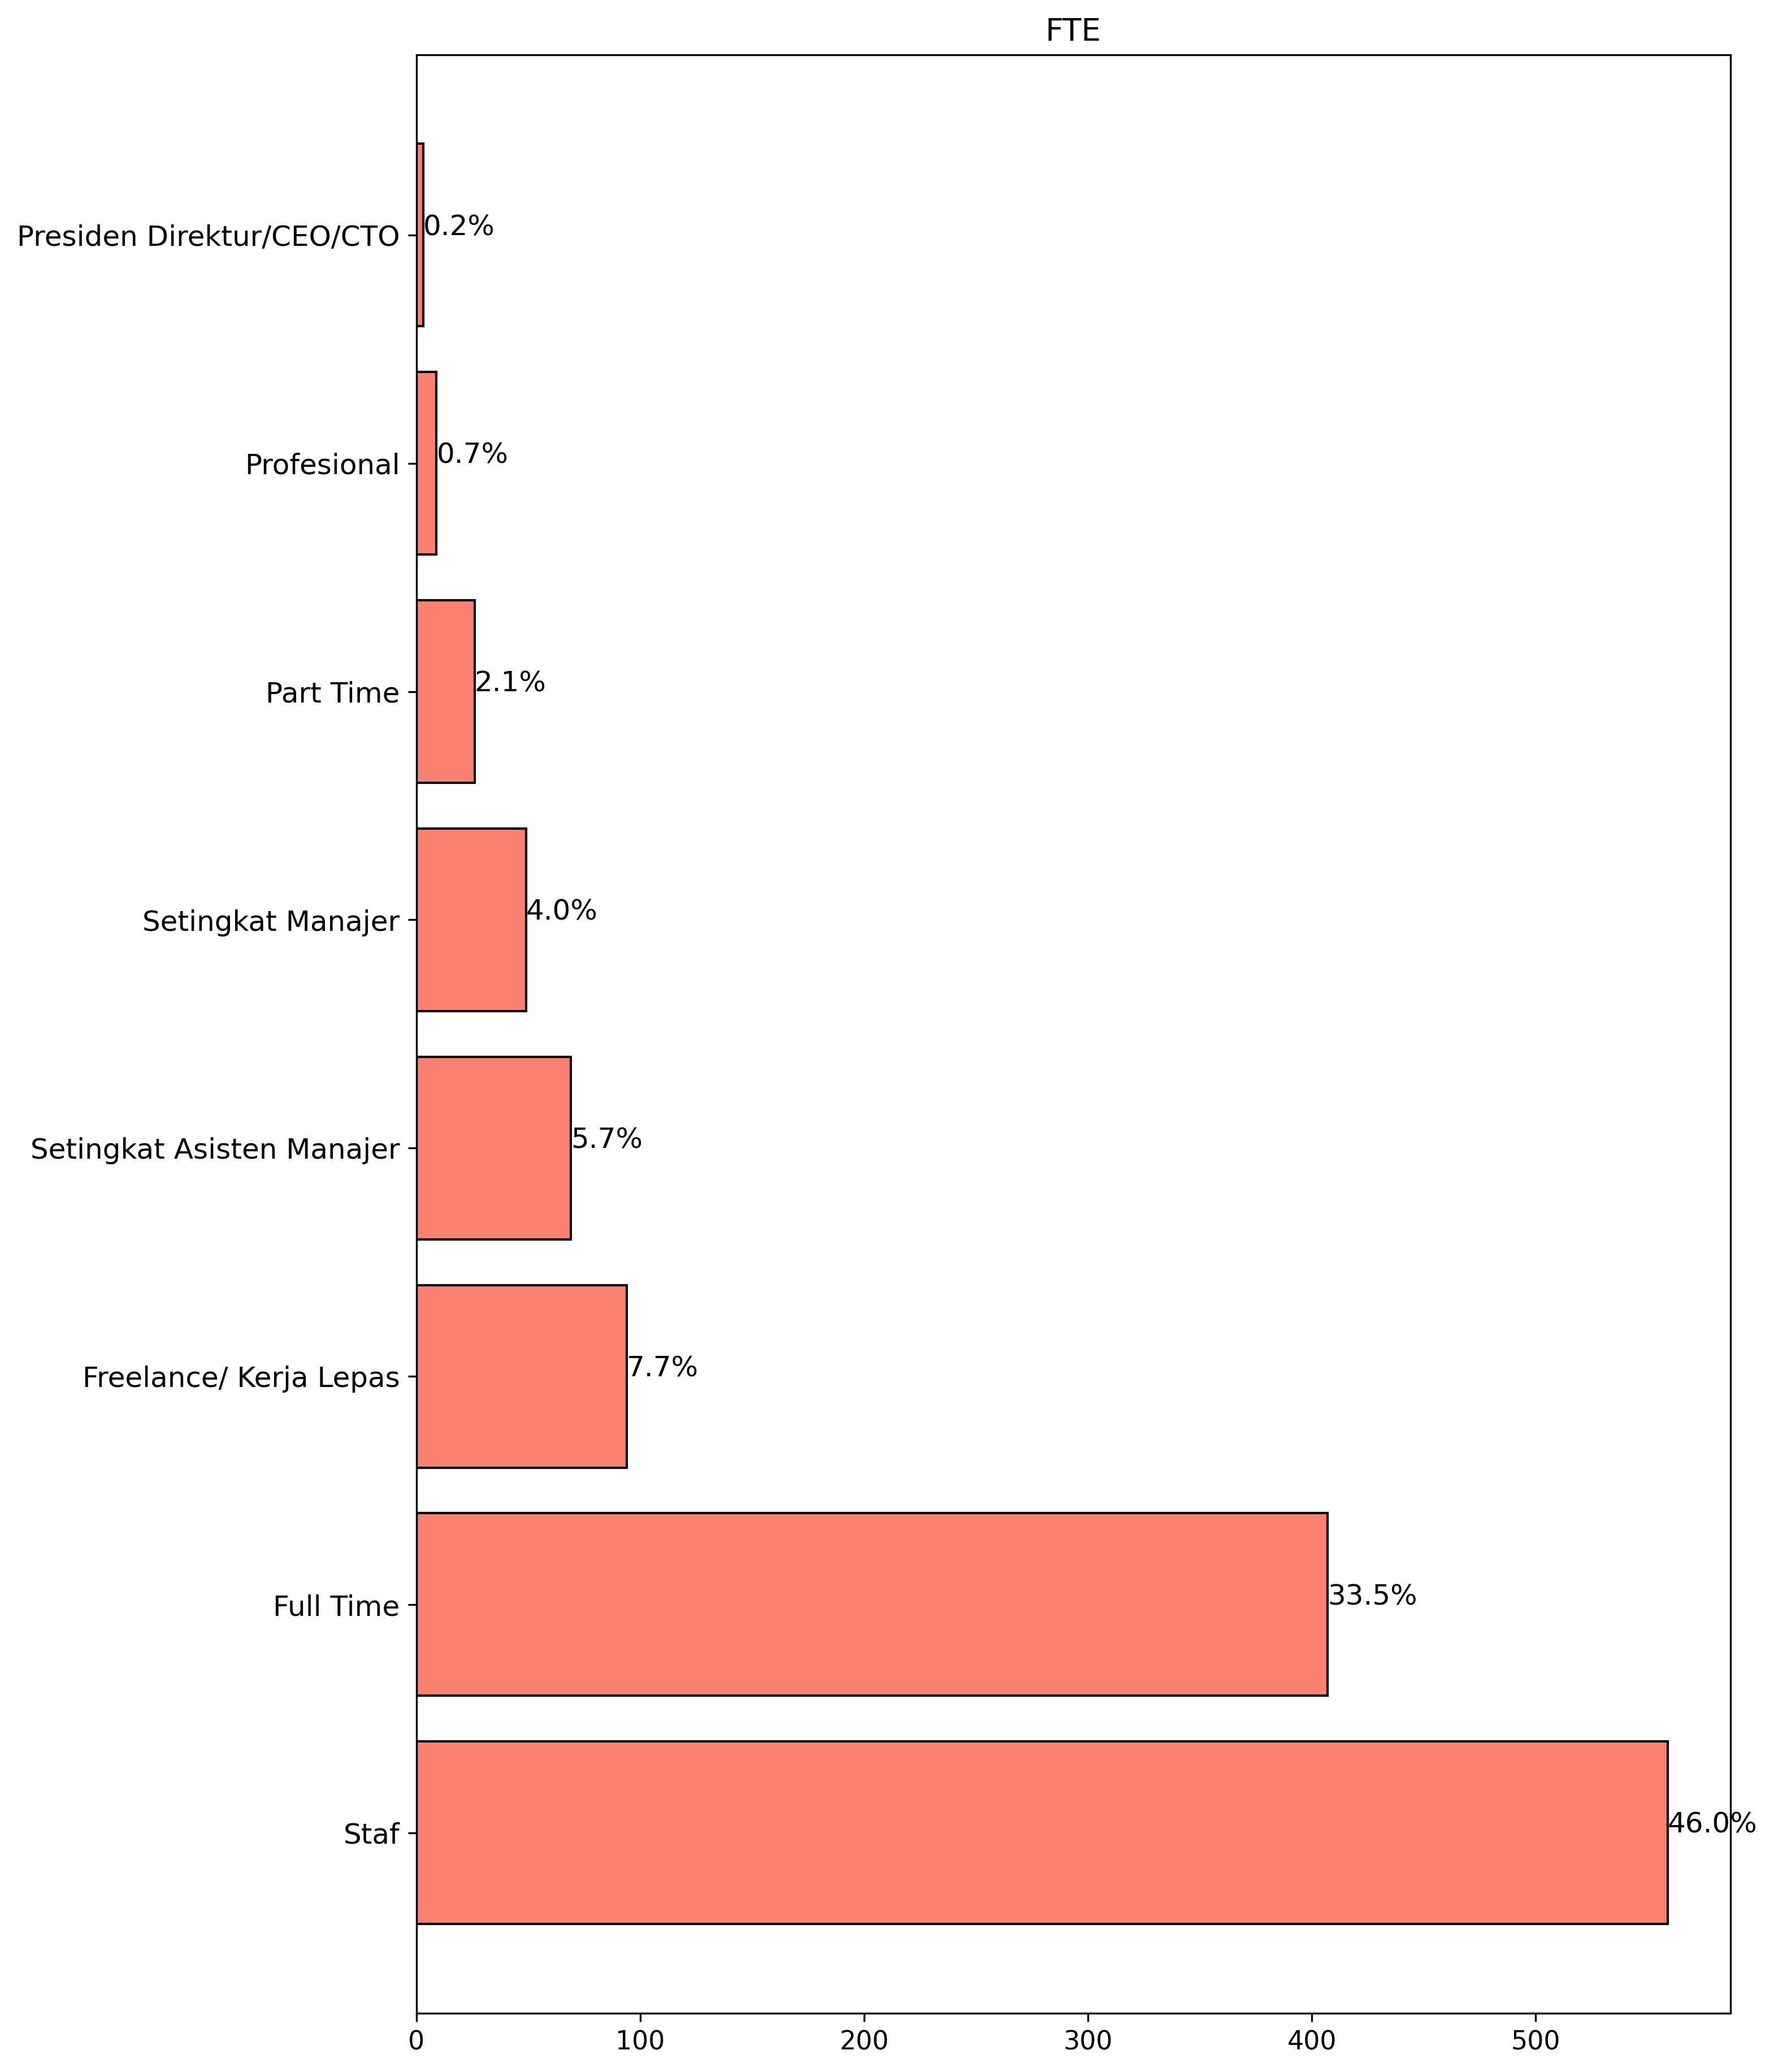 FTE
Presiden Direktur/CEO/CTO 0.2%
Profesional 0.7%
Part Time 2.1%
Setingkat Manajer 4.0%
Setingkat Asisten Manajer 5.7%
Freelance/ Kerja Lepas 7.7%
Full Time 33.5%
Staf 46.0%
0 100 200 300 400 500